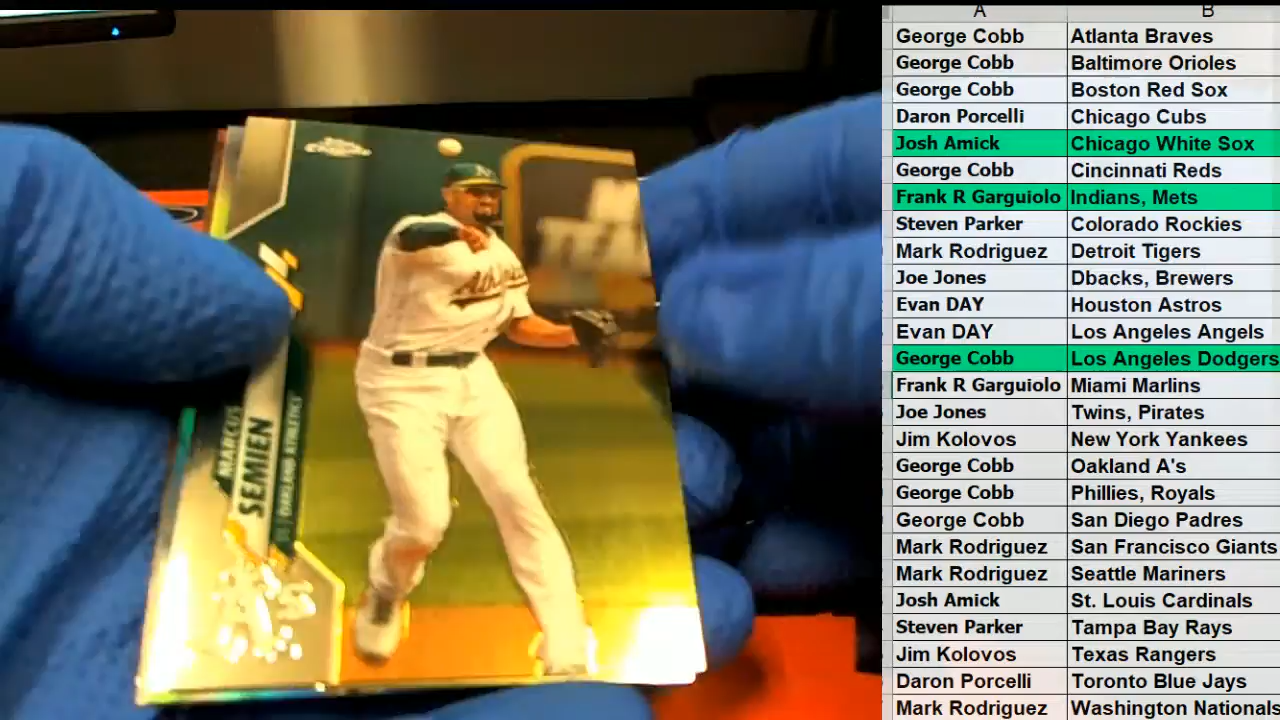 MARCUS
SEMIEN
OAKLAND ATHLETICS
A B
George Cobb Atlanta Braves
George Cobb Baltimore Orioles
George Cobb Boston Red Sox
Daron Porcelli Chicago Cubs
Josh Amick Chicago White Sox
George Cobb Cincinnati Reds
Frank R Garguiolo Indians, Mets
Steven Parker Colorado Rockies
Mark Rodriguez Detroit Tigers
Joe Jones Dbacks, Brewers
Evan DAY Houston Astros
Evan DAY Los Angeles Angels
George Cobb Los Angeles Dodgers
Frank R Garguiolo Miami Marlins
Joe Jones Twins, Pirates
Jim Kolovos New York Yankees
George Cobb Oakland A's
George Cobb Phillies, Royals
George Cobb San Diego Padres
Mark Rodriguez San Francisco Giants
Mark Rodriguez Seattle Mariners
Josh Amick St. Louis Cardinals
Steven Parker Tampa Bay Rays
Jim Kolovos Texas Rangers
Daron Porcelli Toronto Blue Jays
Mark Rodriguez Washington Nationals